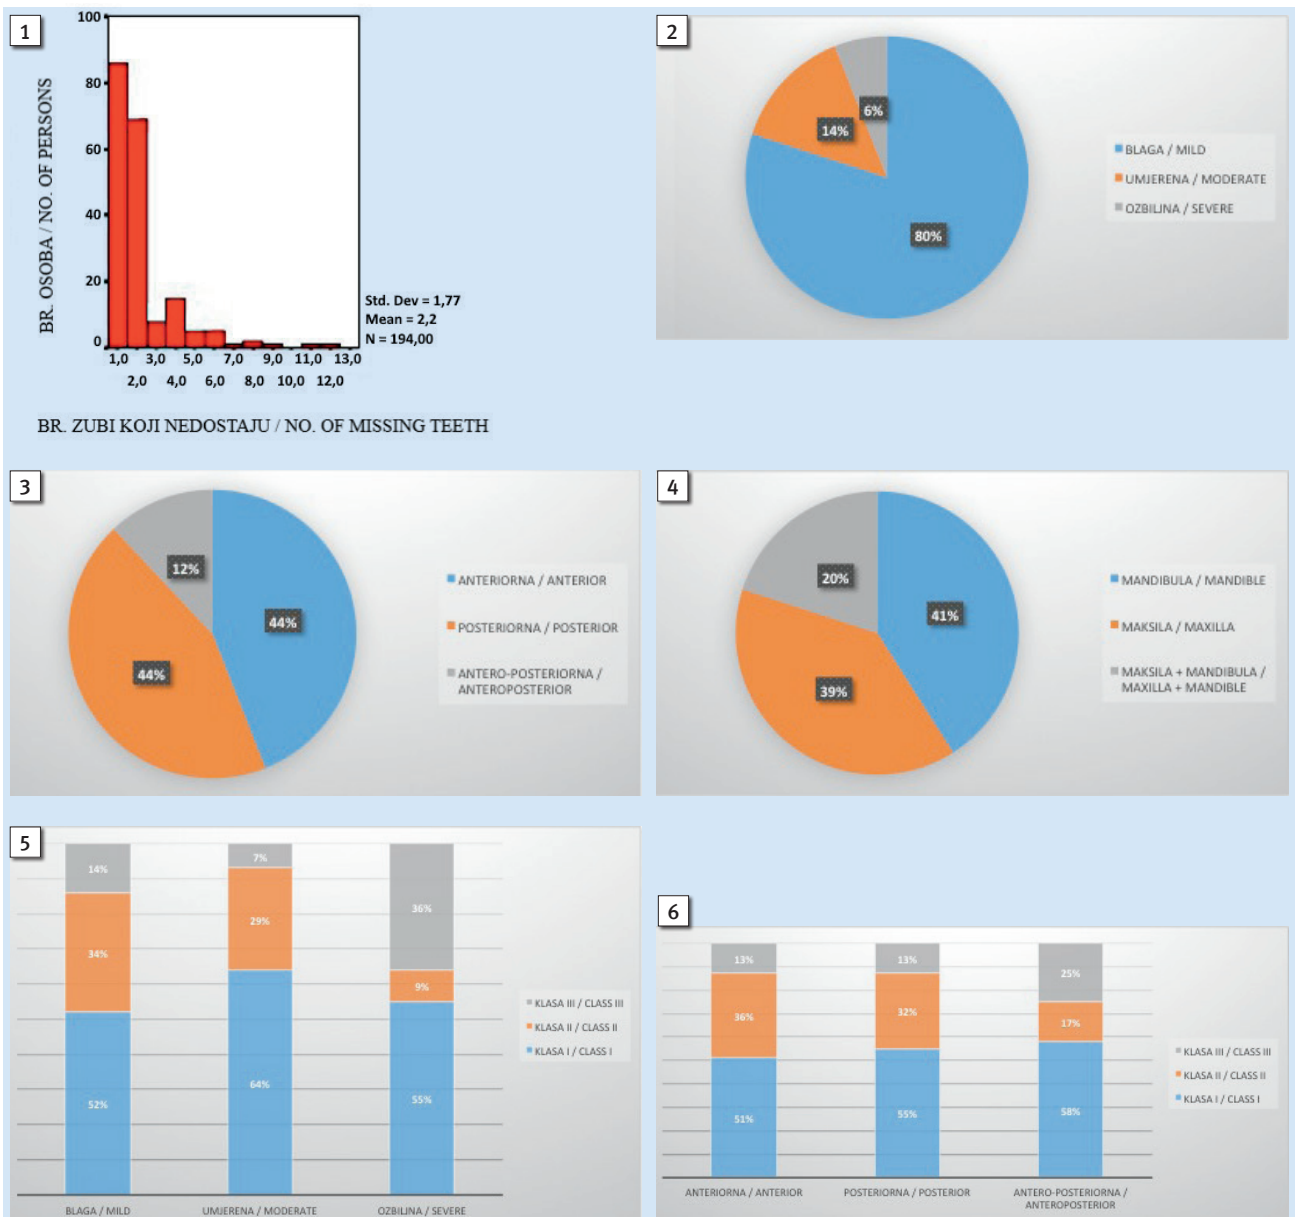 1
BR. OSOBA / NO. OF PERSONS
100
80
60
40
20
0
1,0 3,0 5,0 7,0 9,0 11,0 13,0
2,0 4,0 6,0 8,0 10,0 12,0
Std. Dev = 1,77
Mean = 2,2
N = 194,00
BR. ZUBI KOJI NEDOSTAJU / NO. OF MISSING TEETH
2
6%
14%
80%
BLAGA / MILD
UMJERENA / MODERATE
OZBILJNA / SEVERE
3
12%
44%
44%
ANTERIORNA / ANTERIOR
POSTERIORNA / POSTERIOR
ANTERO-POSTERIORNA /
ANTEROPOSTERIOR
4
20%
41%
39%
MANDIBULA / MANDIBLE
MAKSILA / MAXILLA
MAKSILA + MANDIBULA /
MAXILLA + MANDIBLE
5
14%
7%
36%
34%
29%
9%
52%
64%
55%
KLASA III / CLASS III
KLASA II / CLASS II
KLASA I / CLASS I
BLAGA / MILD
UMJERENA / MODERATE
OZBILJNA / SEVERE
6
13%
13%
25%
36%
32%
17%
51%
55%
58%
KLASA III / CLASS III
KLASA II / CLASS II
KLASA I / CLASS I
ANTERIORNA / ANTERIOR
POSTERIORNA / POSTERIOR
ANTERO-POSTERIORNA /
ANTEROPOSTERIOR